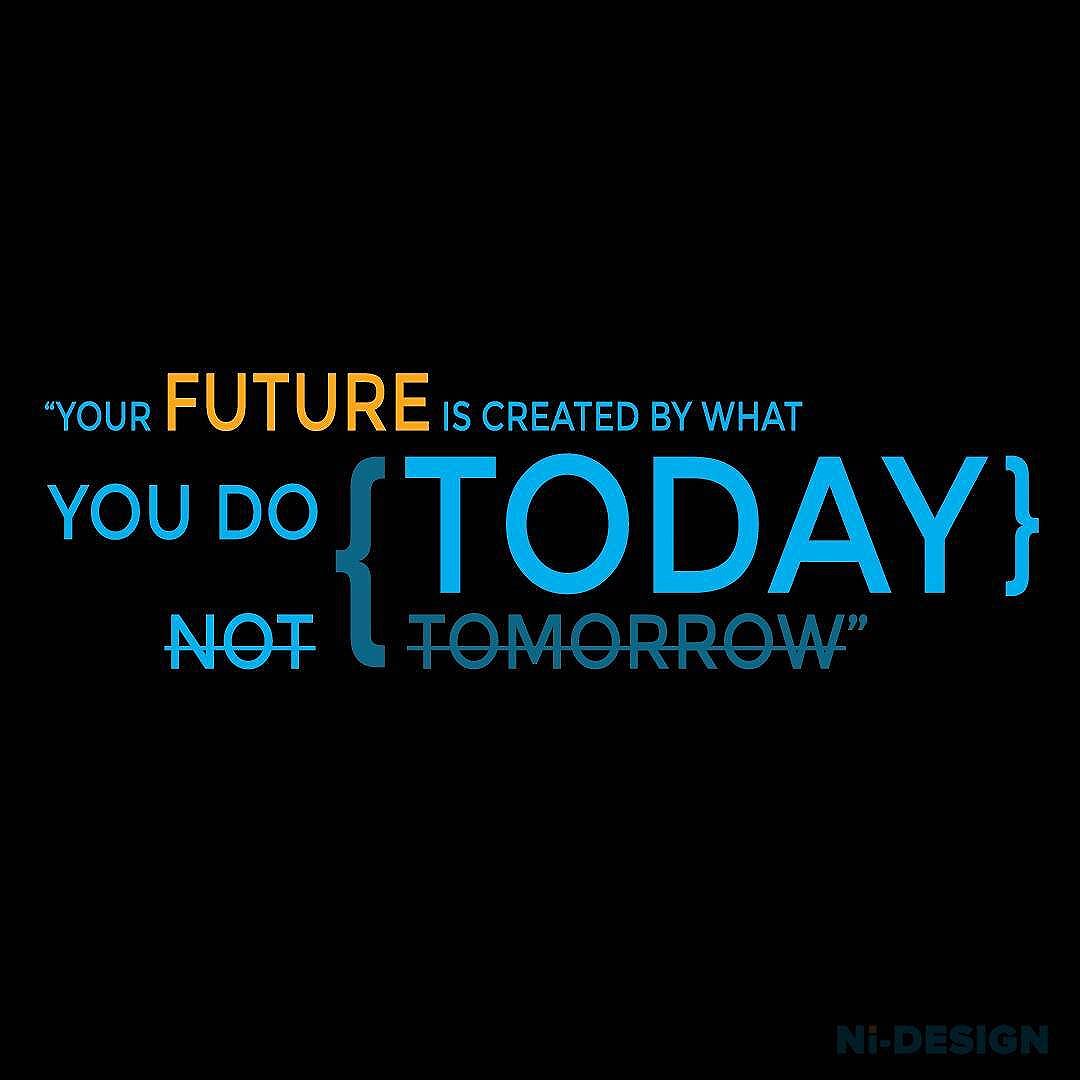 “YOUR FUTURE IS CREATED BY WHAT
YOU DO {TODAY}
NOT TOMORROW”
Ni-DESIGN